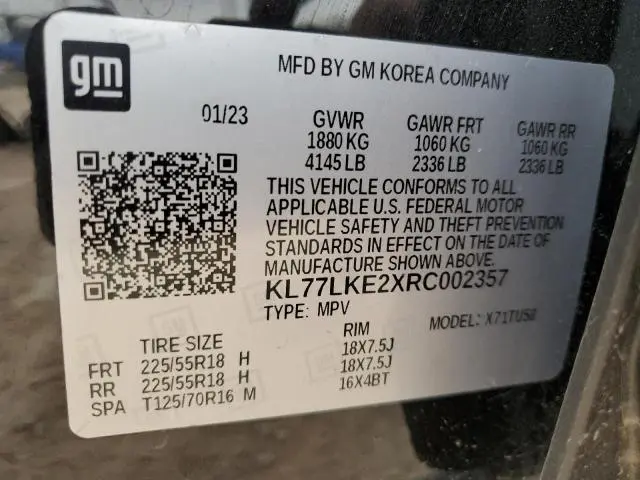 gm
MFD BY GM KOREA COMPANY
01/23 GVWR GAWR FRT GAWR RR
1880 KG 1060 KG 1060 KG
4145 LB 2336 LB 2336 LB
THIS VEHICLE CONFORMS TO ALL
APPLICABLE U.S. FEDERAL MOTOR
VEHICLE SAFETY AND THEFT PREVENTION
STANDARDS IN EFFECT ON THE DATE OF
MANUFACTURE SHOWN ABOVE.
KL77LKE2XRC002357
TYPE: MPV MODEL:
TIRE SIZE RIM
FRT 225/55R18 H 18X7.5J
RR 225/55R18 H 18X7.5J
SPA T125/70R16 M 16X4BT